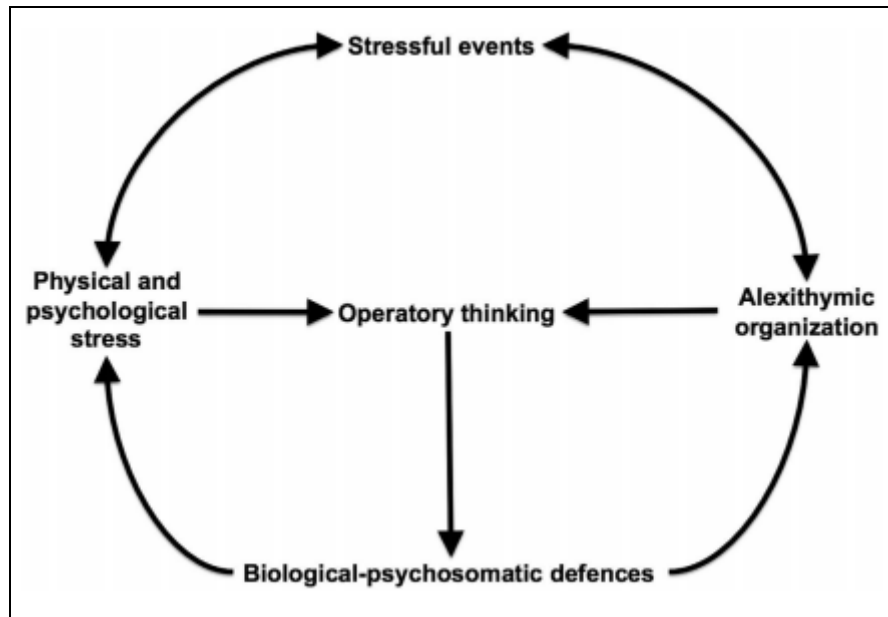 Stressful events
Physical and
psychological
stress
Operatory thinking
Alexithymic
organization
Biological-psychosomatic defences